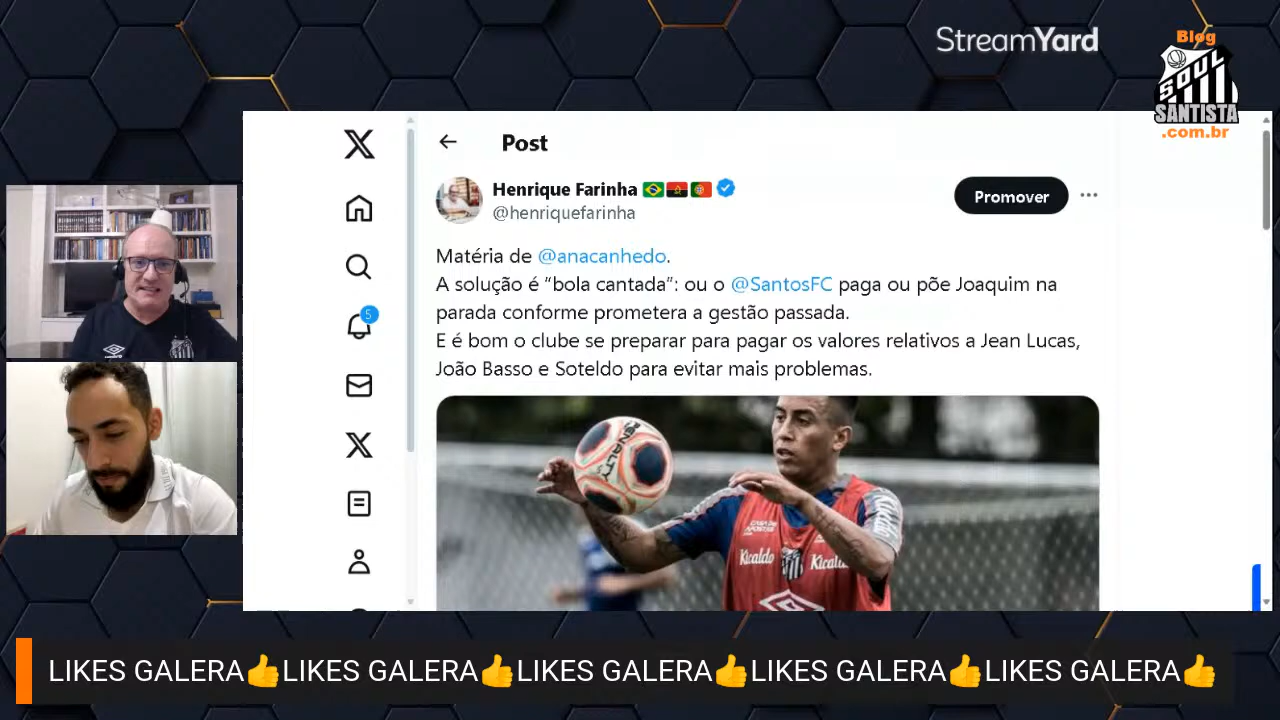 StreamYard
Blog
SOUL
SANTISTA
.com.br
Post
Henrique Farinha
@henriquefarinha
Promover
5
Matéria de @anacanhedo.
A solução é “bola cantada”: ou o @SantosFC paga ou põe Joaquim na
parada conforme prometera a gestão passada.
E é bom o clube se preparar para pagar os valores relativos a Jean Lucas,
João Basso e Soteldo para evitar mais problemas.
PENALTY
Kicaldo
LIKES GALERA👍LIKES GALERA👍LIKES GALERA👍LIKES GALERA👍LIKES GALERA👍